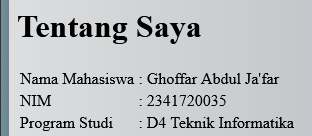 Tentang Saya
Nama Mahasiswa : Ghoffar Abdul Ja'far
NIM : 2341720035
Program Studi : D4 Teknik Informatika